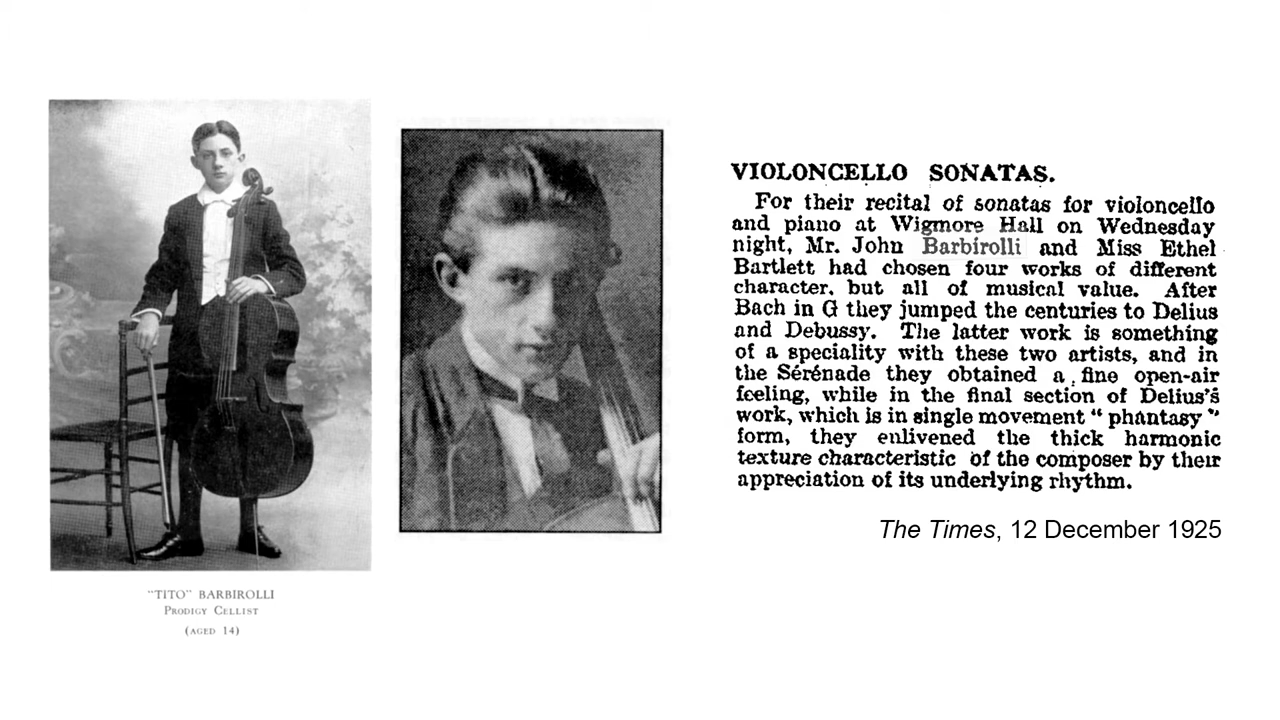 "TITO" BARBIROLLI
PRODIGY CELLIST
(AGED 14)
VIOLONCELLO SONATAS.
For their recital of sonatas for violoncello
and piano at Wigmore Hall on Wednesday
night, Mr. John Barbirolli and Miss Ethel
Bartlett had chosen four works of different
character, but all of musical value. After
Bach in G they jumped the centuries to Delius
and Debussy. The latter work is something
of a speciality with these two artists, and in
the Sérénade they obtained a fine open-air
feeling, while in the final section of Delius's
work, which is in single movement “ phantasy ”
form, they enlivened the thick harmonic
texture characteristic of the composer by their
appreciation of its underlying rhythm.
The Times, 12 December 1925